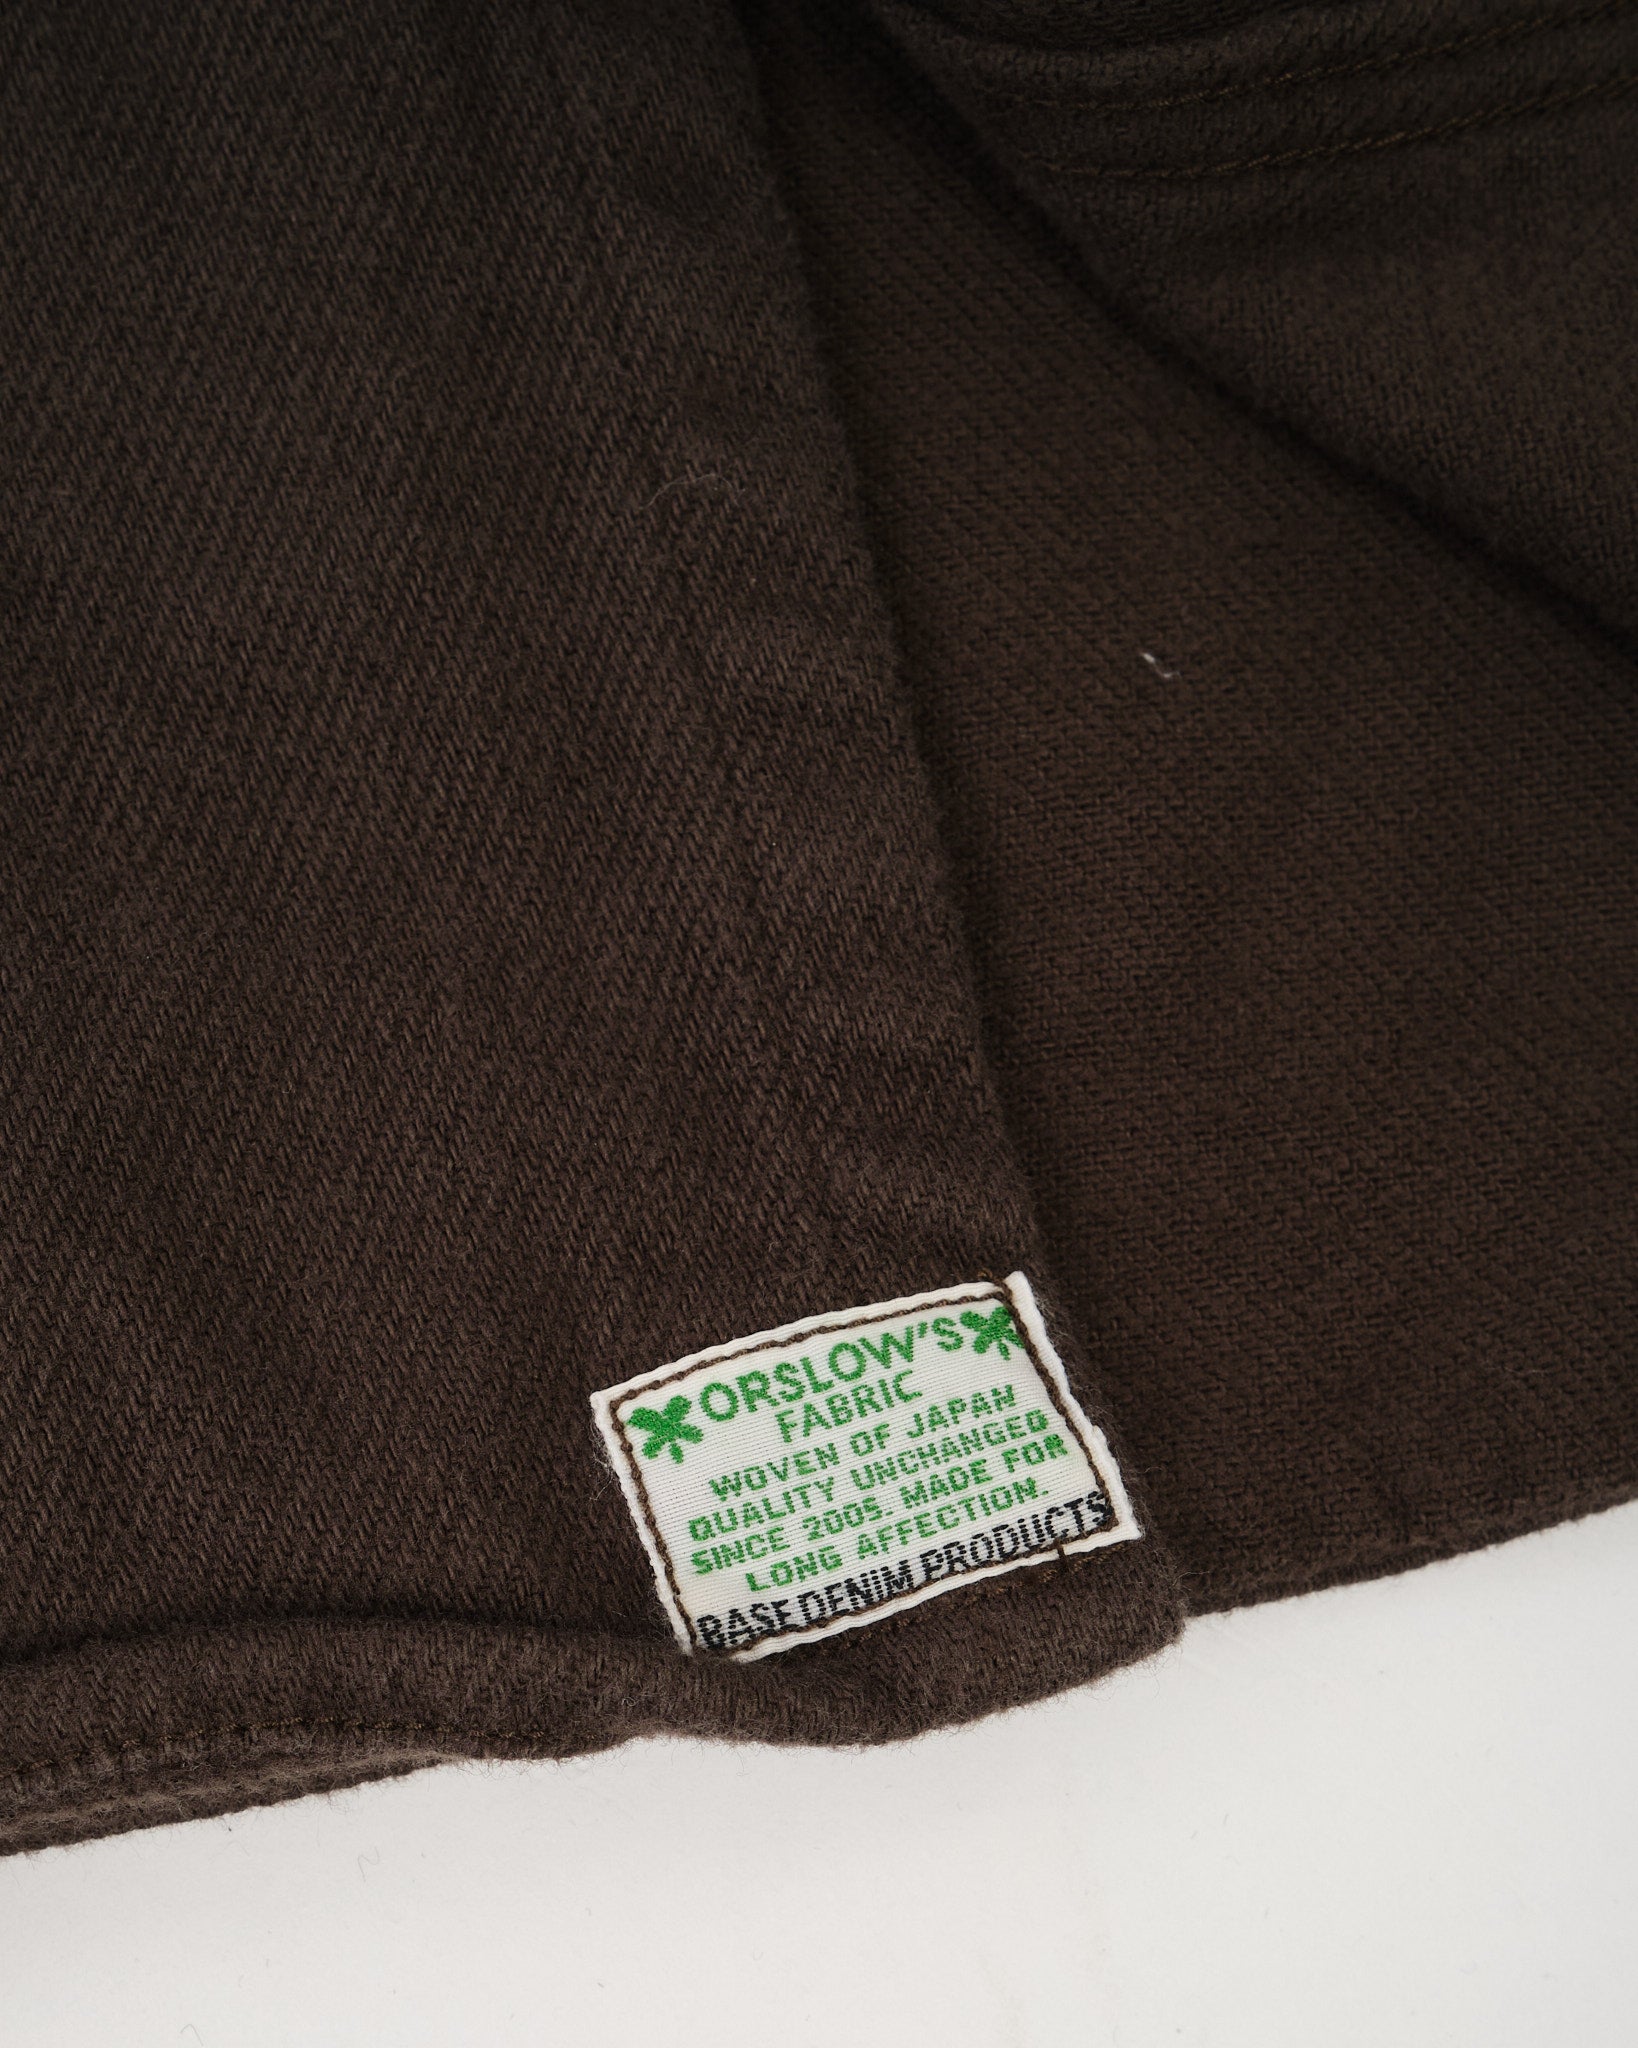 ORSLOW'S
FABRIC
WOVEN OF JAPAN
QUALITY UNCHANGED
SINCE 2005. MADE FOR
LONG AFFECTION.
BASE DENIM PRODUCTS